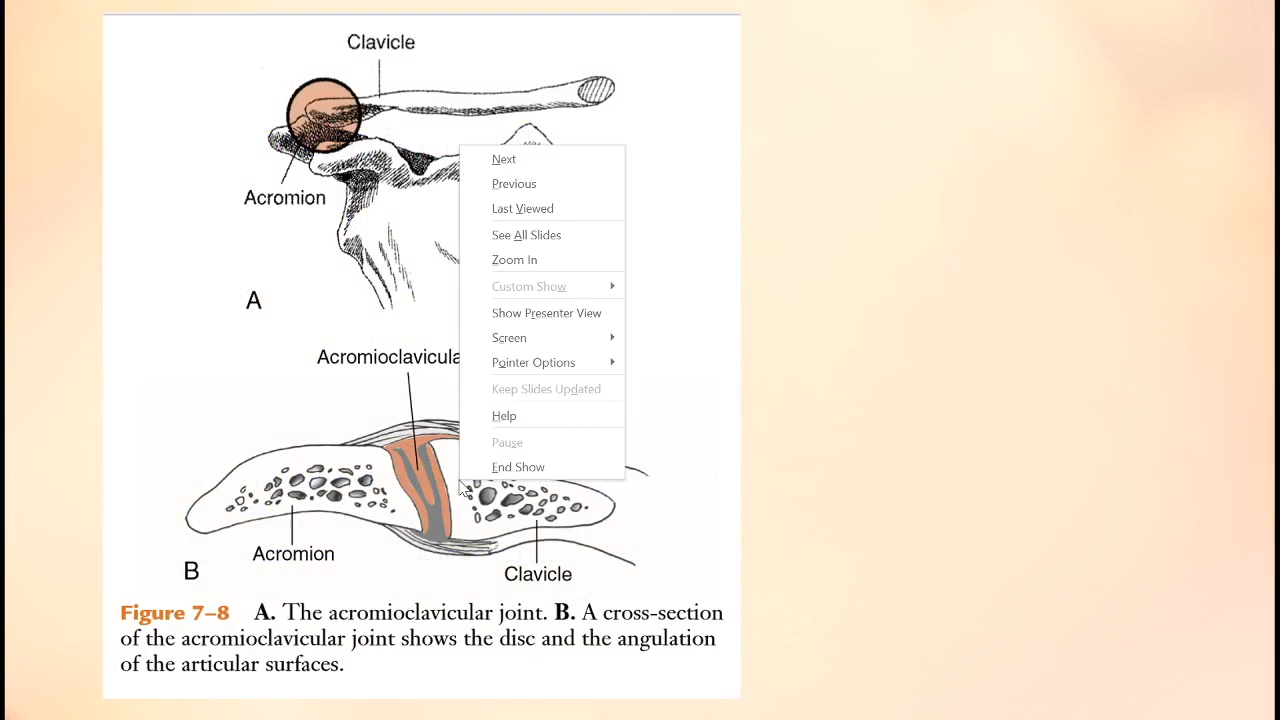 Clavicle
Acromion
A
Next
Previous
Last Viewed
See All Slides
Zoom In
Custom Show
Show Presenter View
Screen
Pointer Options
Keep Slides Updated
Help
Pause
End Show
Acromioclavicula
Acromion
B
Clavicle
Figure 7–8 A. The acromioclavicular joint. B. A cross-section
of the acromioclavicular joint shows the disc and the angulation
of the articular surfaces.